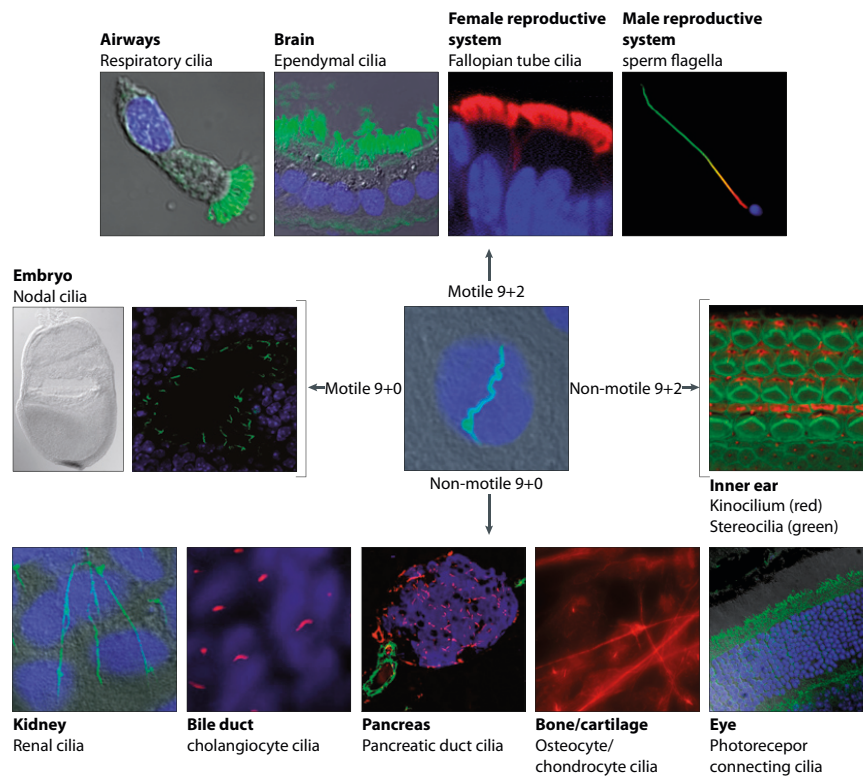 Airways
Respiratory cilia
Brain
Ependymal cilia
Female reproductive
system
Fallopian tube cilia
Male reproductive
system
sperm flagella
Motile 9+2
Embryo
Nodal cilia
Motile 9+0
Non-motile 9+2
Non-motile 9+0
Inner ear
Kinocilium (red)
Stereocilia (green)
Kidney
Renal cilia
Bile duct
cholangiocyte cilia
Pancreas
Pancreatic duct cilia
Bone/cartilage
Osteocyte/
chondrocyte cilia
Eye
Photorecepor
connecting cilia